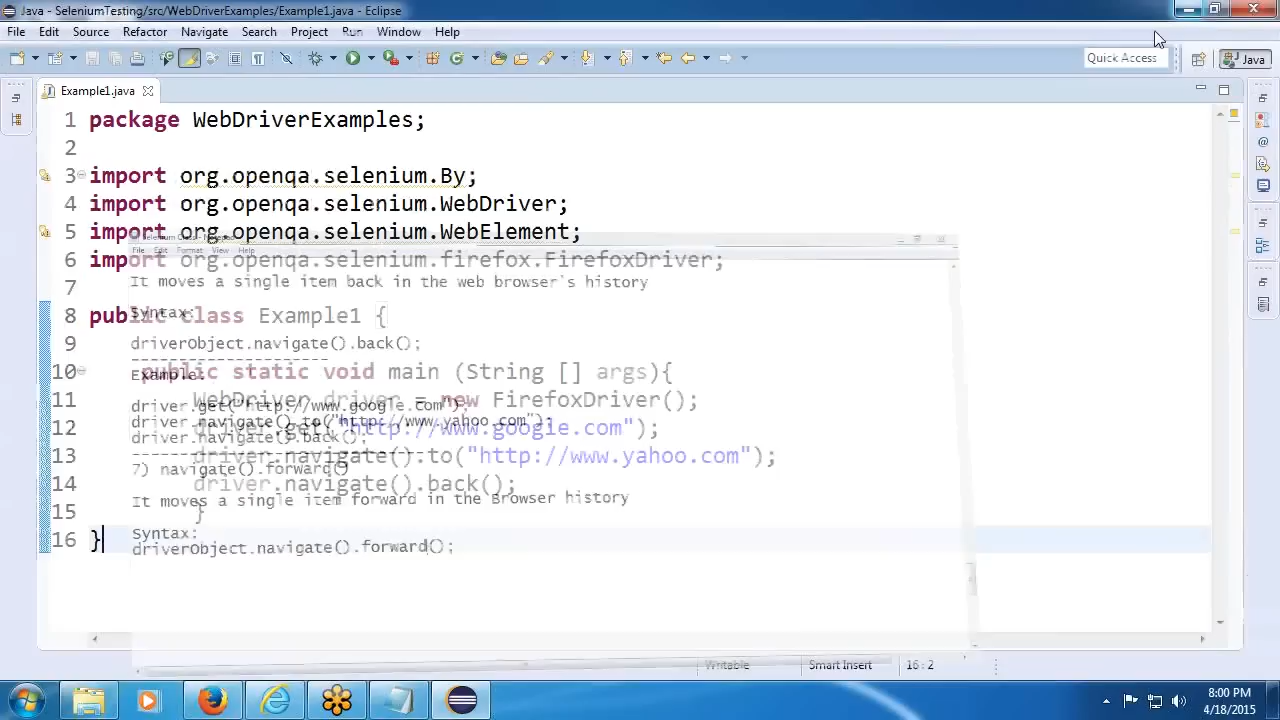 Java - SeleniumTesting/src/WebDriverExamples/Example1.java - Eclipse
File Edit Source Refactor Navigate Search Project Run Window Help
Quick Access
Java
Example1.java
1 package WebDriverExamples;
2
3 import org.openqa.selenium.By;
4 import org.openqa.selenium.WebDriver;
5 import org.openqa.selenium.WebElement;
6 import org.openqa.selenium.firefox.FirefoxDriver;
7
8 public class Example1 {
9
10 public static void main (String [] args){
11 WebDriver driver = new FirefoxDriver();
12 driver.get("http://www.google.com");
13 driver.navigate().to("http://www.yahoo.com");
14 driver.navigate().back();
15 }
16 }
File Edit Format View Help
It moves a single item back in the web browser's history
Syntax:
driverObject.navigate().back();
--------------------
Example:
driver.get("http://www.google.com");
driver.navigate().to("http://www.yahoo.com");
driver.navigate().back();
------------------------------
7) navigate().forward()
It moves a single item forward in the Browser history
Syntax:
driverObject.navigate().forward();
Writable Smart Insert 16 : 2
8:00 PM
4/18/2015